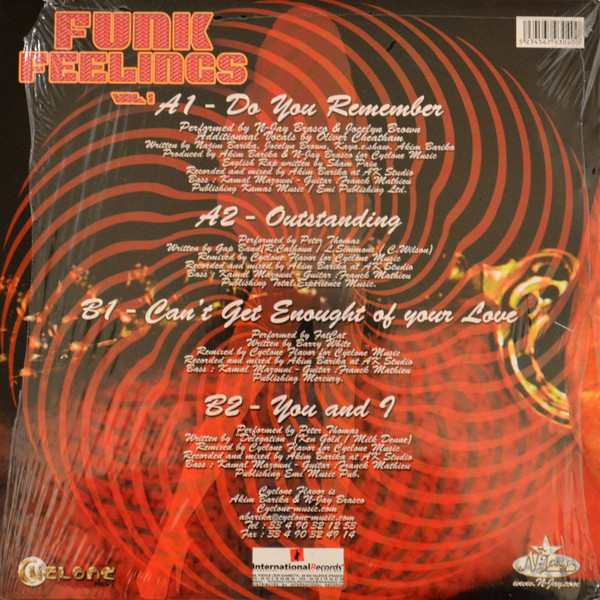 FUNK
FEELINGS
VOL. 1
A1 - Do You Remember
Performed by N-Jay Brasco & Jocelyn Brown
Additionnal Vocals by Oliver Cheatham
Written by Najim Barika, Jocelyn Brown, Kaya.e.shaw, Akim Barika
Produced by Akim Barika & N-Jay Brasco for Cyclone Music
English Rap written by Sham Pain
Recorded and mixed by Akim Barika at A.K Studio
Bass : Kamal Mazouni - Guitar :Franck Mathieu
Publishing Kamas Music / Emi Publishing Ltd.
A2 - Outstanding
Performed by Peter Thomas
Written by Gap Band(R.Calhoun / L.Simmons / C.Wilson)
Remixed by Cyclone Flavor for Cyclone Music
Recorded and mixed by Akim Barika at A.K Studio
Bass : Kamal Mazouni - Guitar :Franck Mathieu
Publishing Total Experience Music.
B1 - Can't Get Enought of your Love
Performed by FatCat
Written by Barry White
Remixed by Cyclone Flavor for Cyclone Music
Recorded and mixed by Akim Barika at A.K Studio
Bass : Kamal Mazouni - Guitar :Franck Mathieu
Publishing Mercury.
B2 - You and I
Performed by Peter Thomas
Written by "Delegation" (Ken Gold / Milk Denne)
Remixed by Cyclone Flavor for Cyclone Music
Recorded and mixed by Akim Barika at A.K Studio
Bass : Kamal Mazouni - Guitar :Franck Mathieu
Publishing Emi Music Pub.
Cyclone Flavor is
Akim Barika & N-Jay Brasco
Cyclone-music.com
abarika@cyclone-music.com
Tel : 33 4 90 32 12 53
Fax : 33 4 90 32 49 14
CYCLONE
International Records
N-Jay
www.N-Jay.com